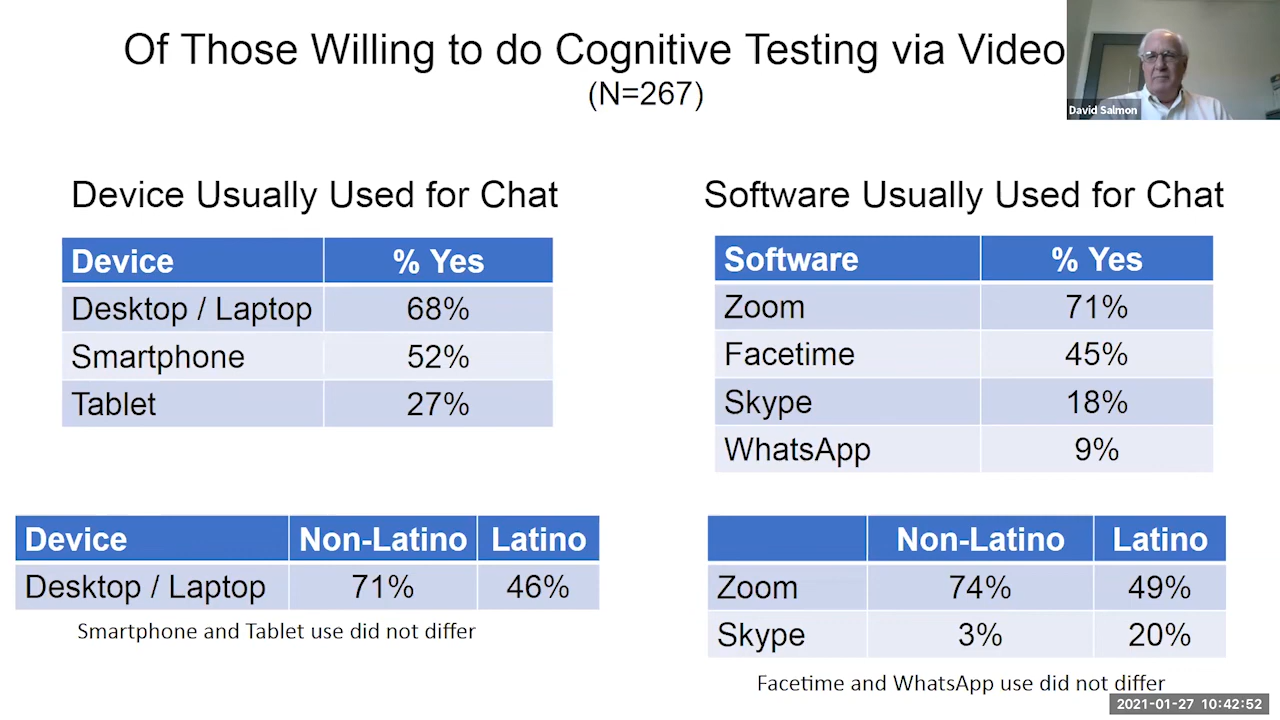 Of Those Willing to do Cognitive Testing via Video
(N=267)
David Salmon
Device Usually Used for Chat
Device % Yes
Desktop / Laptop 68%
Smartphone 52%
Tablet 27%
Software Usually Used for Chat
Software % Yes
Zoom 71%
Facetime 45%
Skype 18%
WhatsApp 9%
Device Non-Latino Latino
Desktop / Laptop 71% 46%
Smartphone and Tablet use did not differ
Non-Latino Latino
Zoom 74% 49%
Skype 3% 20%
Facetime and WhatsApp use did not differ
2021-01-27 10:42:52